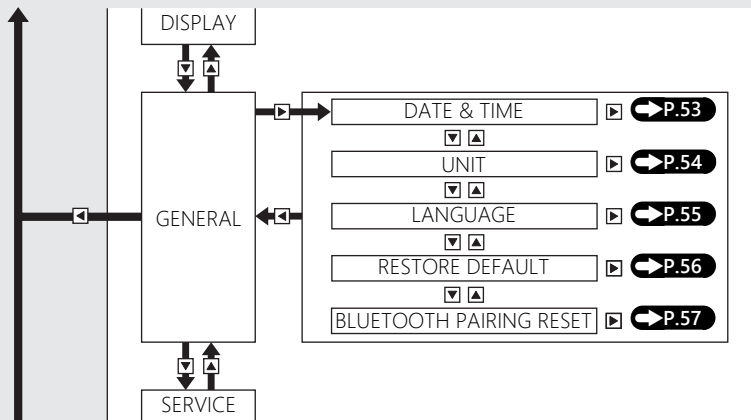 DISPLAY
DATE & TIME P.53
UNIT P.54
GENERAL
LANGUAGE P.55
RESTORE DEFAULT P.56
BLUETOOTH PAIRING RESET P.57
SERVICE